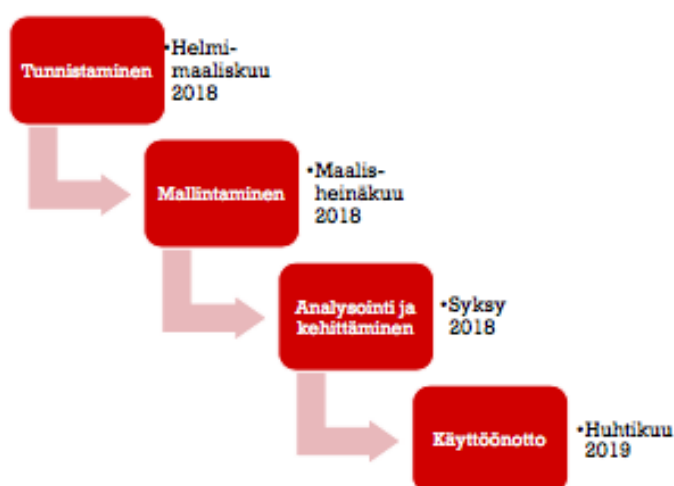 Tunnistaminen
•Helmi-
maaliskuu
2018
Mallintaminen
•Maalis-
heinäkuu
2018
Analysointi ja
kehittäminen
•Syksy
2018
Käyttöönotto
•Huhtikuu
2019